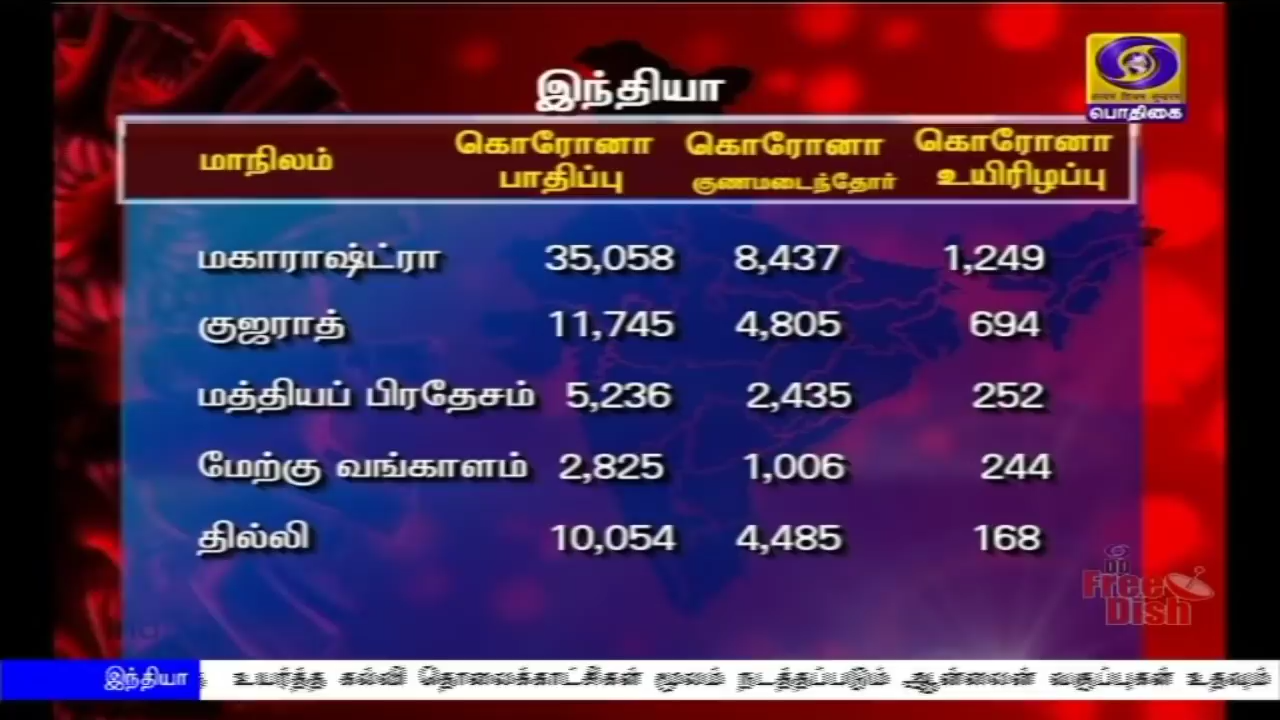 இந்தியா
பொதிகை
மாநிலம் கொரோனா பாதிப்பு கொரோனா குணமடைந்தோர் கொரோனா உயிரிழப்பு
மகாராஷ்ட்ரா 35,058 8,437 1,249
குஜராத் 11,745 4,805 694
மத்தியப் பிரதேசம் 5,236 2,435 252
மேற்கு வங்காளம் 2,825 1,006 244
தில்லி 10,054 4,485 168
DD Free Dish
இந்தியா உயர்த்த கல்வி தொலைக்காட்சிகள் மூலம் நடத்தப்படும் ஆன்லைன் வகுப்புகள் உதவும்